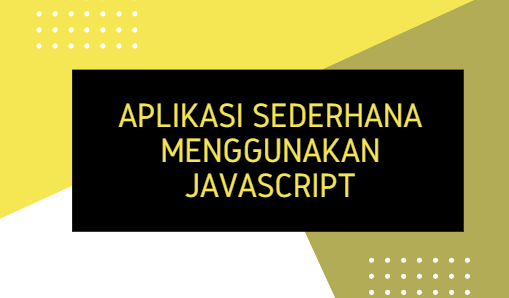 APLIKASI SEDERHANA
MENGGUNAKAN
JAVASCRIPT